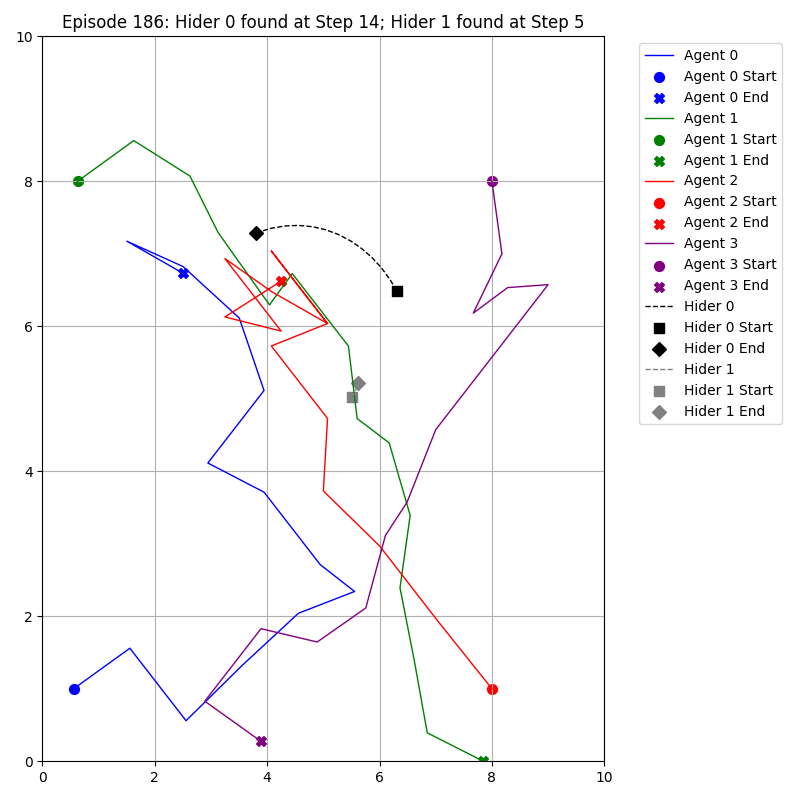 Episode 186: Hider 0 found at Step 14; Hider 1 found at Step 5
10
8
6
4
2
0
0 2 4 6 8 10
Agent 0
Agent 0 Start
Agent 0 End
Agent 1
Agent 1 Start
Agent 1 End
Agent 2
Agent 2 Start
Agent 2 End
Agent 3
Agent 3 Start
Agent 3 End
Hider 0
Hider 0 Start
Hider 0 End
Hider 1
Hider 1 Start
Hider 1 End